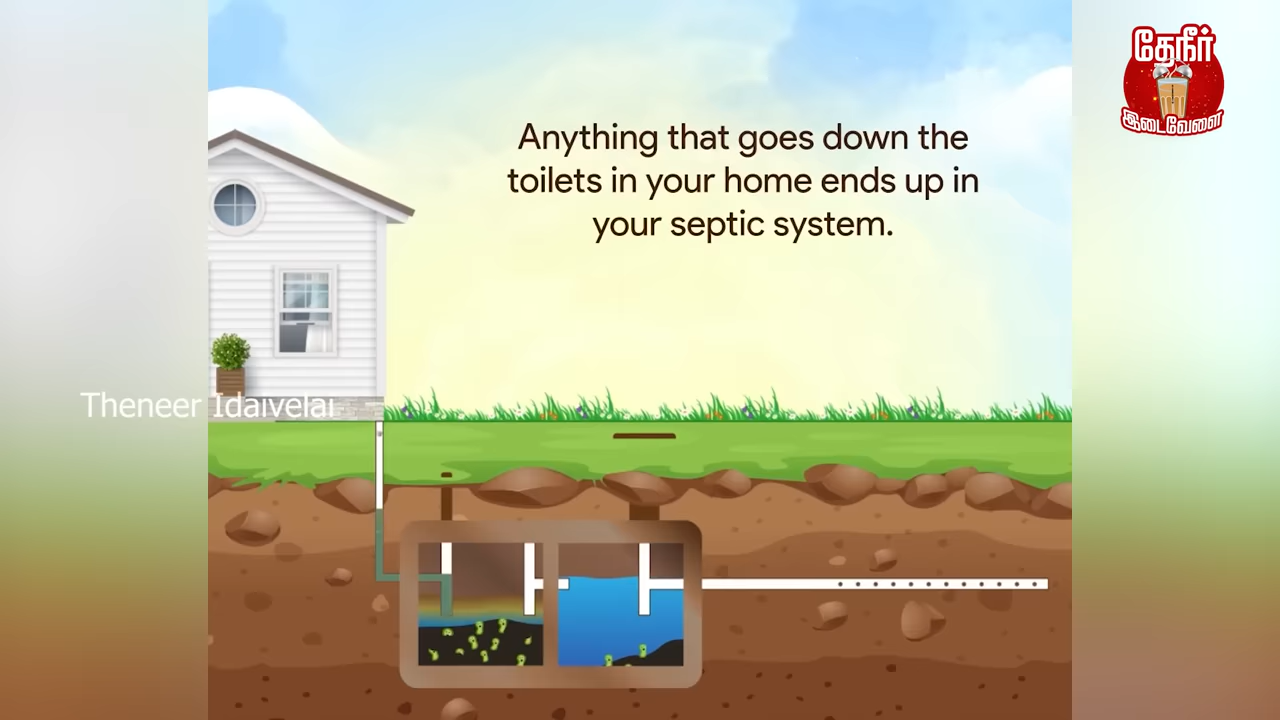 தேநீர்
இடைவேளை
Anything that goes down the
toilets in your home ends up in
your septic system.
Theneer Idaivelai